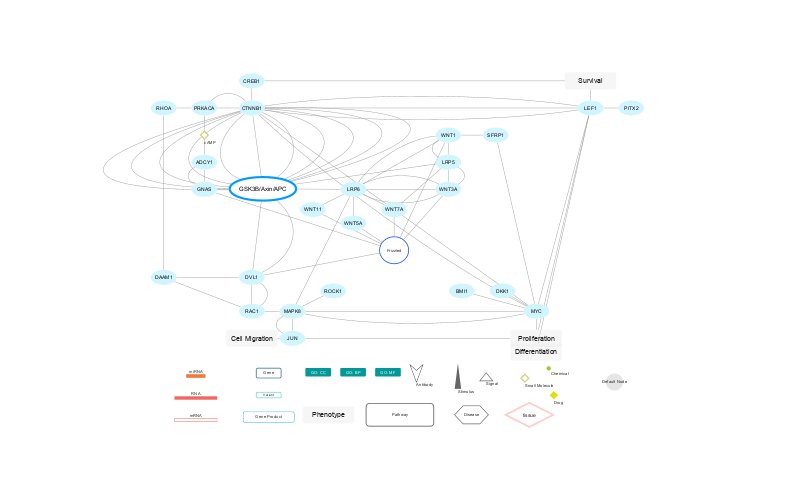 CREB1
Survival
RHOA
PRKACA
CTNNB1
LEF1
PITX2
cAMP
WNT1
SFRP1
ADCY1
LRP5
GNAS
GSK3B/Axin/APC
LRP6
WNT3A
WNT11
WNT7A
WNT5A
Frizzled
DAAM1
DVL1
ROCK1
BMI1
DKK1
RAC1
MAPK8
MYC
Cell Migration
JUN
Proliferation
Differentiation
miRNA
Gene
GO: CC
GO: BP
GO: MF
Antibody
Stimulus
Signal
Small Molecule
Chemical
Default Node
RNA
Drug
mRNA
Gene Product
Phenotype
Pathway
Disease
Tissue